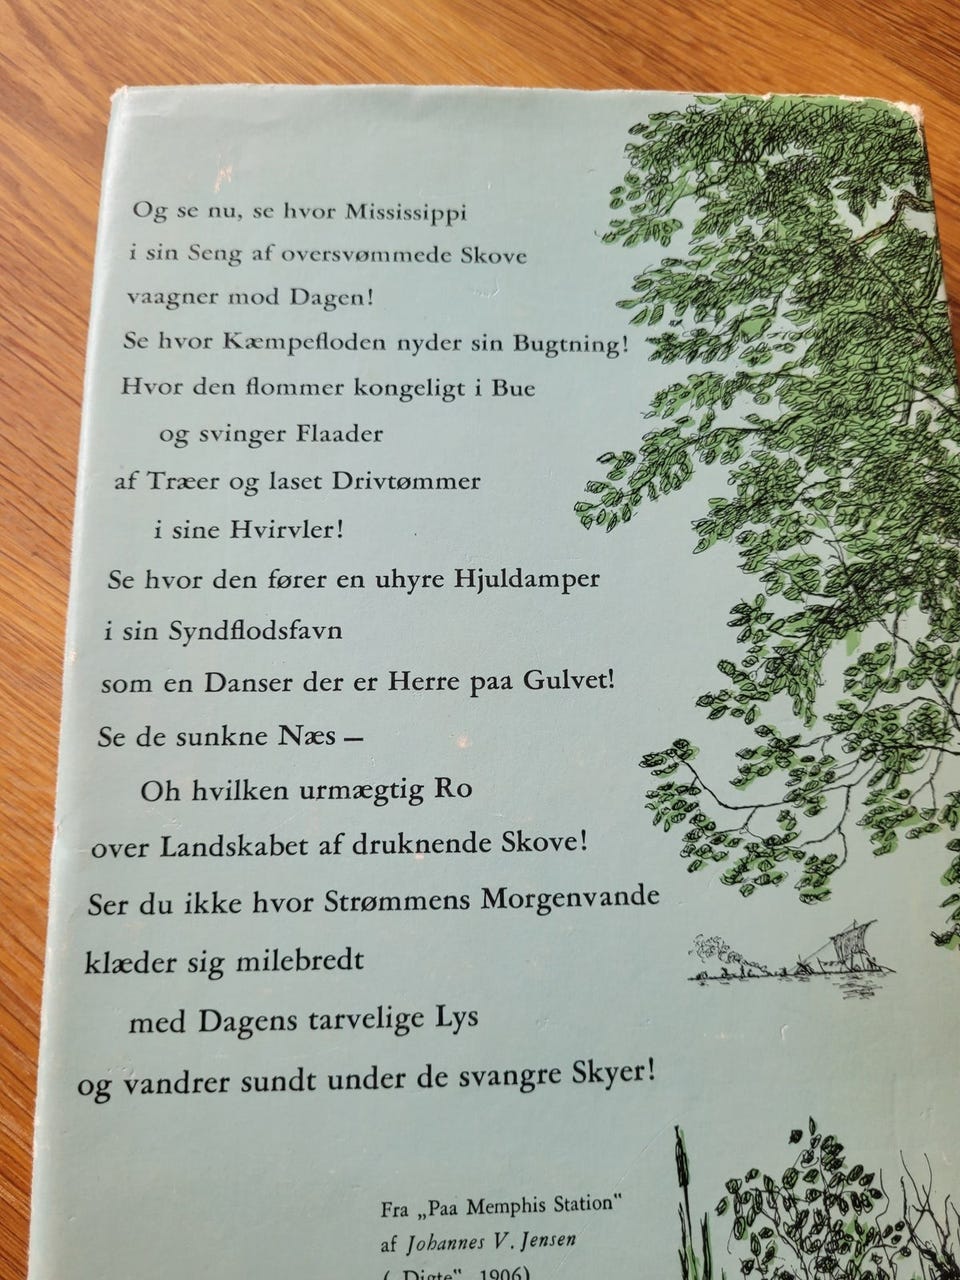 Og se nu, se hvor Mississippi
i sin Seng af oversvømmede Skove
vaagner mod Dagen!
Se hvor Kæmpefloden nyder sin Bugtning!
Hvor den flommer kongeligt i Bue
og svinger Flaader
af Træer og laset Drivtømmer
i sine Hvirvler!
Se hvor den fører en uhyre Hjuldamper
i sin Syndflodsfavn
som en Danser der er Herre paa Gulvet!
Se de sunkne Næs —
Oh hvilken urmægtig Ro
over Landskabet af druknende Skove!
Ser du ikke hvor Strømmens Morgenvande
klæder sig milebredt
med Dagens tarvelige Lys
og vandrer sundt under de svangre Skyer!
Fra „Paa Memphis Station"
af Johannes V. Jensen
(„Digte", 1906)